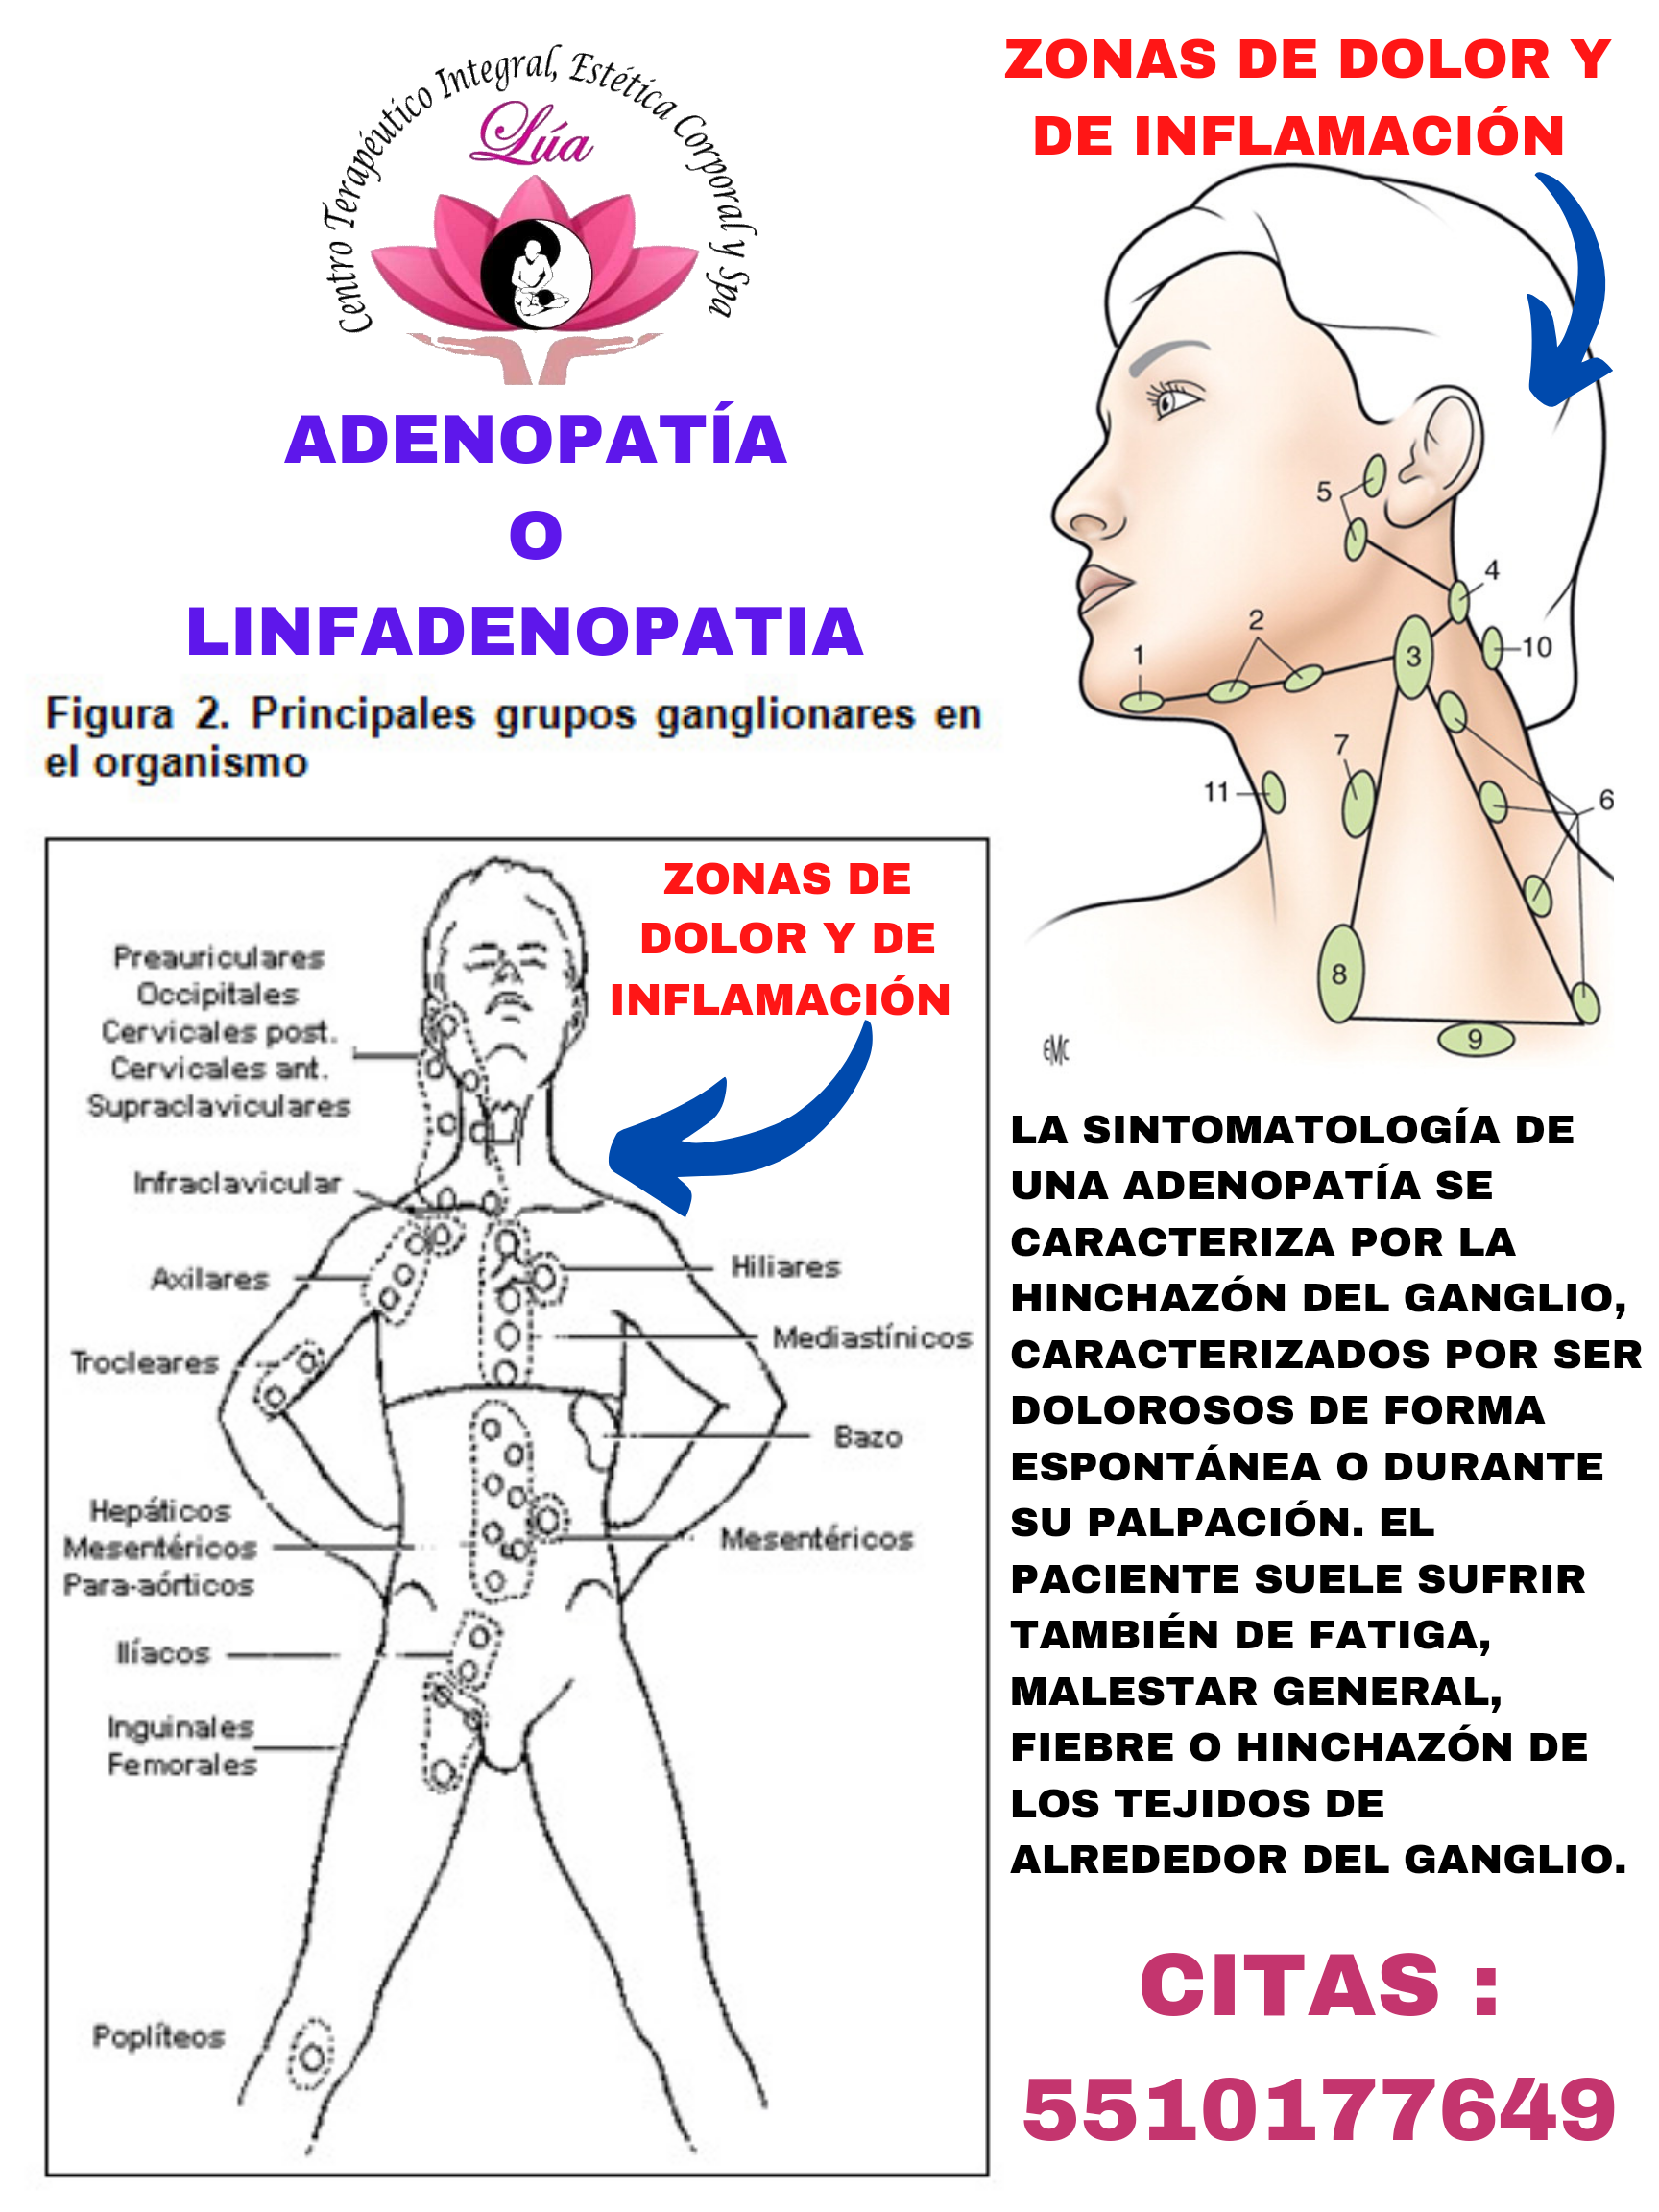 Centro Terapéutico Integral, Estética Corporal y Spa
Lúa
ADENOPATÍA
O
LINFADENOPATIA
Figura 2. Principales grupos ganglionares en
el organismo
ZONAS DE
DOLOR Y DE
INFLAMACIÓN
Preauriculares
Occipitales
Cervicales post.
Cervicales ant.
Supraclaviculares
Infraclavicular
Axilares
Trocleares
Hepáticos
Mesentéricos
Para-aórticos
Ilíacos
Inguinales
Femorales
Poplíteos
Hiliares
Mediastínicos
Bazo
Mesentéricos
ZONAS DE DOLOR Y
DE INFLAMACIÓN
5
4
2
10
1
3
7
11
6
8
9
EMC
LA SINTOMATOLOGÍA DE
UNA ADENOPATÍA SE
CARACTERIZA POR LA
HINCHAZÓN DEL GANGLIO,
CARACTERIZADOS POR SER
DOLOROSOS DE FORMA
ESPONTÁNEA O DURANTE
SU PALPACIÓN. EL
PACIENTE SUELE SUFRIR
TAMBIÉN DE FATIGA,
MALESTAR GENERAL,
FIEBRE O HINCHAZÓN DE
LOS TEJIDOS DE
ALREDEDOR DEL GANGLIO.
CITAS :
5510177649